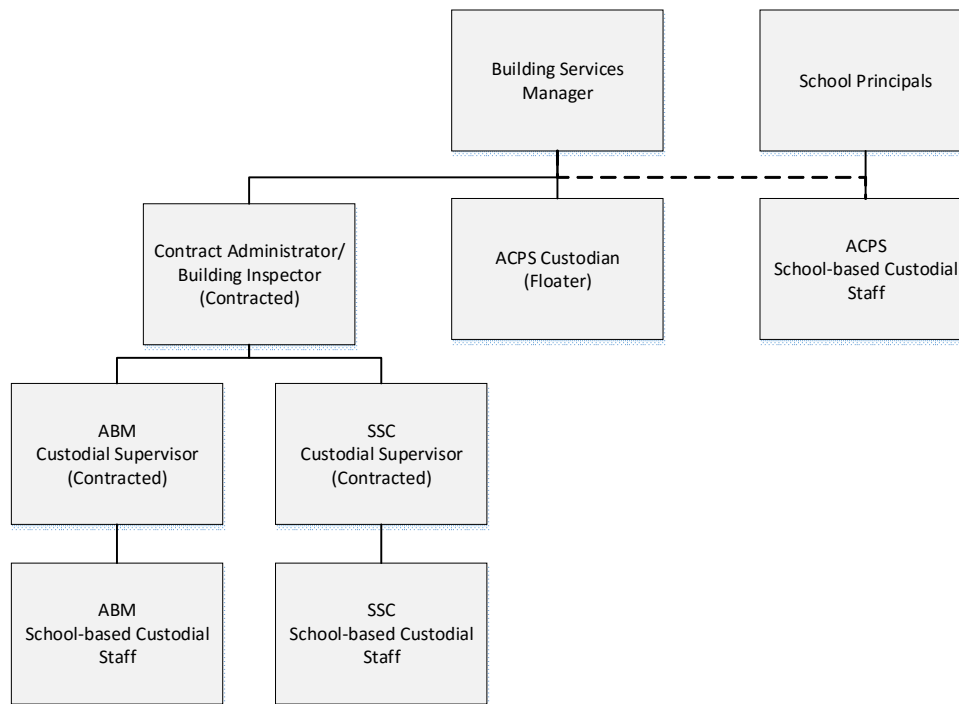 Building Services
Manager
School Principals
Contract Administrator/
Building Inspector
(Contracted)
ACPS Custodian
(Floater)
ACPS
School-based Custodial
Staff
ABM
Custodial Supervisor
(Contracted)
SSC
Custodial Supervisor
(Contracted)
ABM
School-based Custodial
Staff
SSC
School-based Custodial
Staff